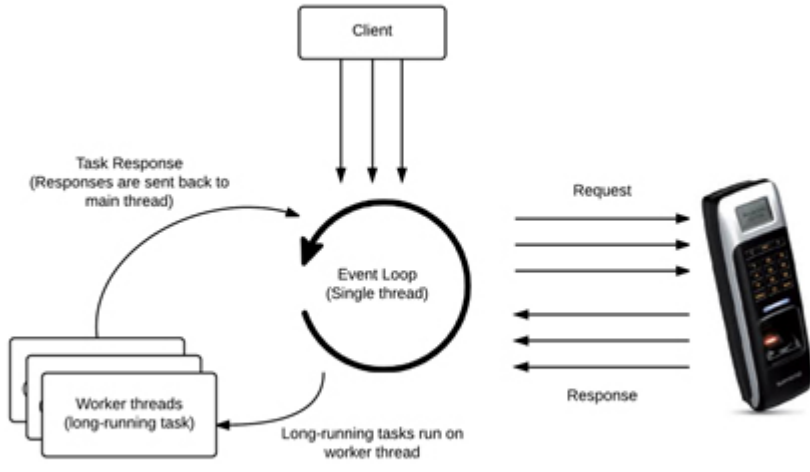 Client
Task Response
(Responses are sent back to
main thread)
Request
Event Loop
(Single thread)
Worker threads
(long-running task)
Response
Long-running tasks run on
worker thread